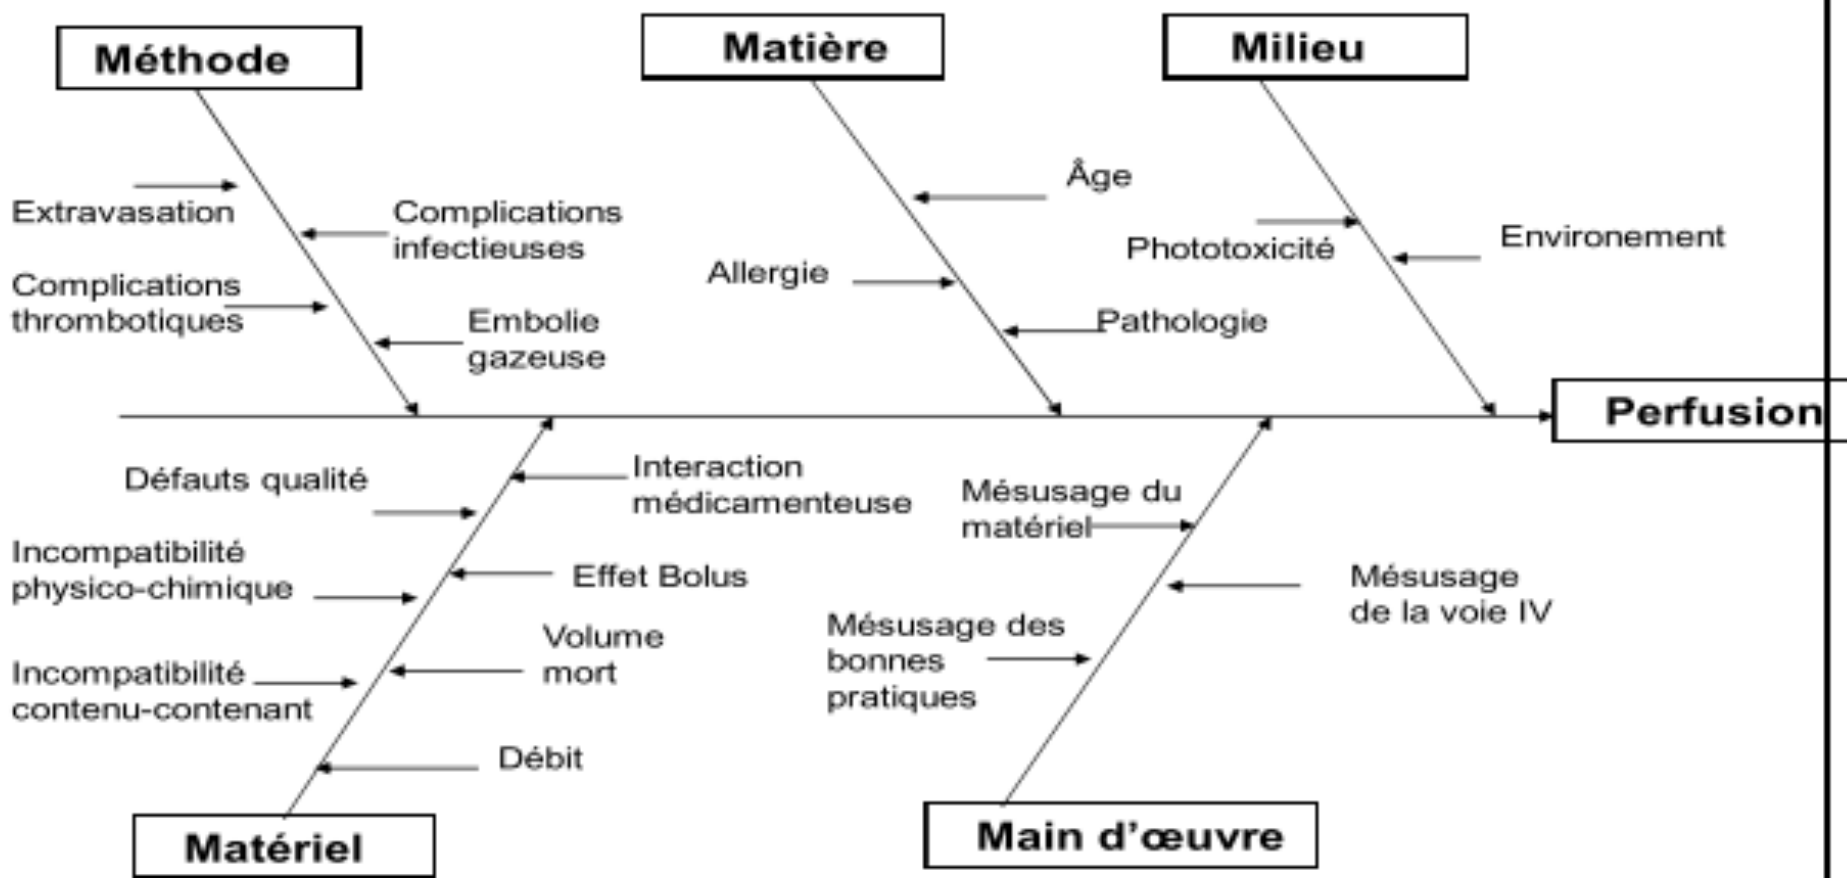 Méthode
Matière
Milieu
Extravasation
Complications
infectieuses
Complications
thrombotiques
Embolie
gazeuse
Âge
Allergie
Pathologie
Phototoxicité
Environement
Perfusion
Défauts qualité
Interaction
médicamenteuse
Incompatibilité
physico-chimique
Effet Bolus
Incompatibilité
contenu-contenant
Volume
mort
Débit
Mésusage du
matériel
Mésusage
de la voie IV
Mésusage des
bonnes
pratiques
Matériel
Main d’œuvre